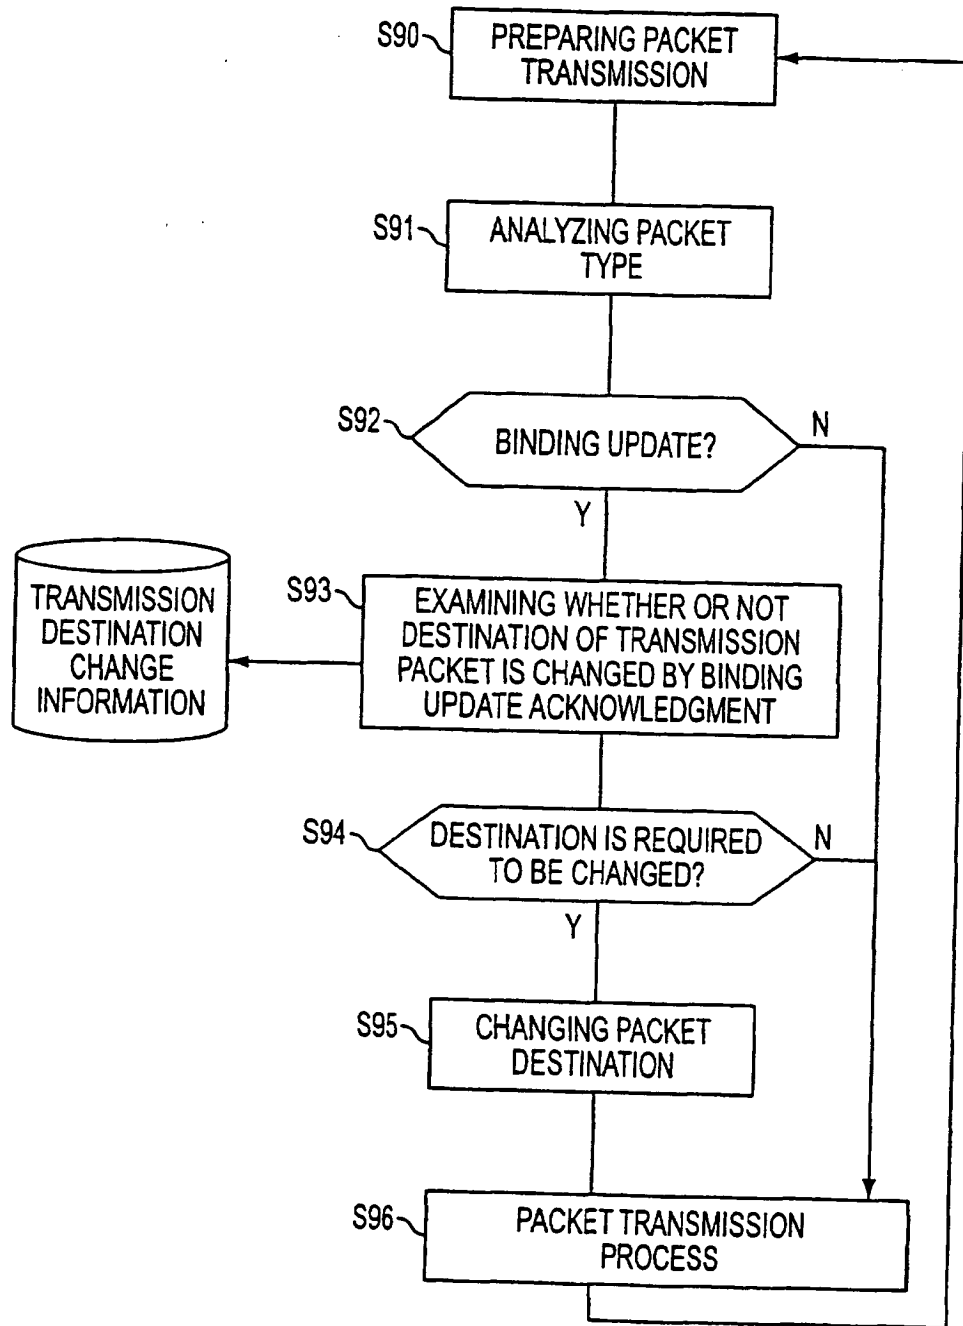 S90
PREPARING PACKET
TRANSMISSION
S91
ANALYZING PACKET
TYPE
S92
BINDING UPDATE?
N
Y
TRANSMISSION
DESTINATION
CHANGE
INFORMATION
S93
EXAMINING WHETHER OR NOT
DESTINATION OF TRANSMISSION
PACKET IS CHANGED BY BINDING
UPDATE ACKNOWLEDGMENT
S94
DESTINATION IS REQUIRED
TO BE CHANGED?
N
Y
S95
CHANGING PACKET
DESTINATION
S96
PACKET TRANSMISSION
PROCESS